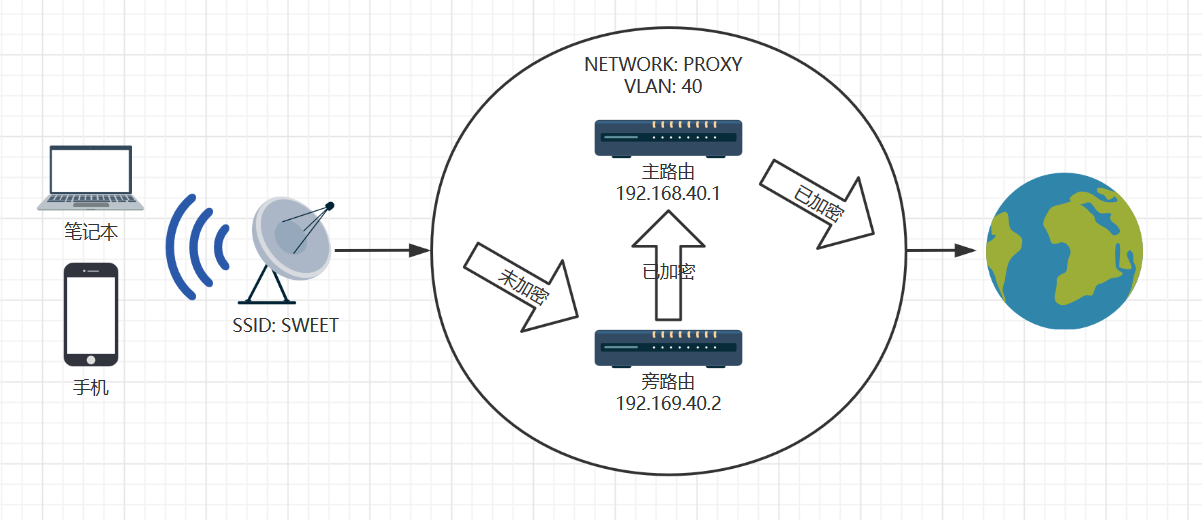 NETWORK: PROXY
VLAN: 40
主路由
192.168.40.1
已加密
笔记本
未加密
已加密
SSID: SWEET
手机
旁路由
192.169.40.2